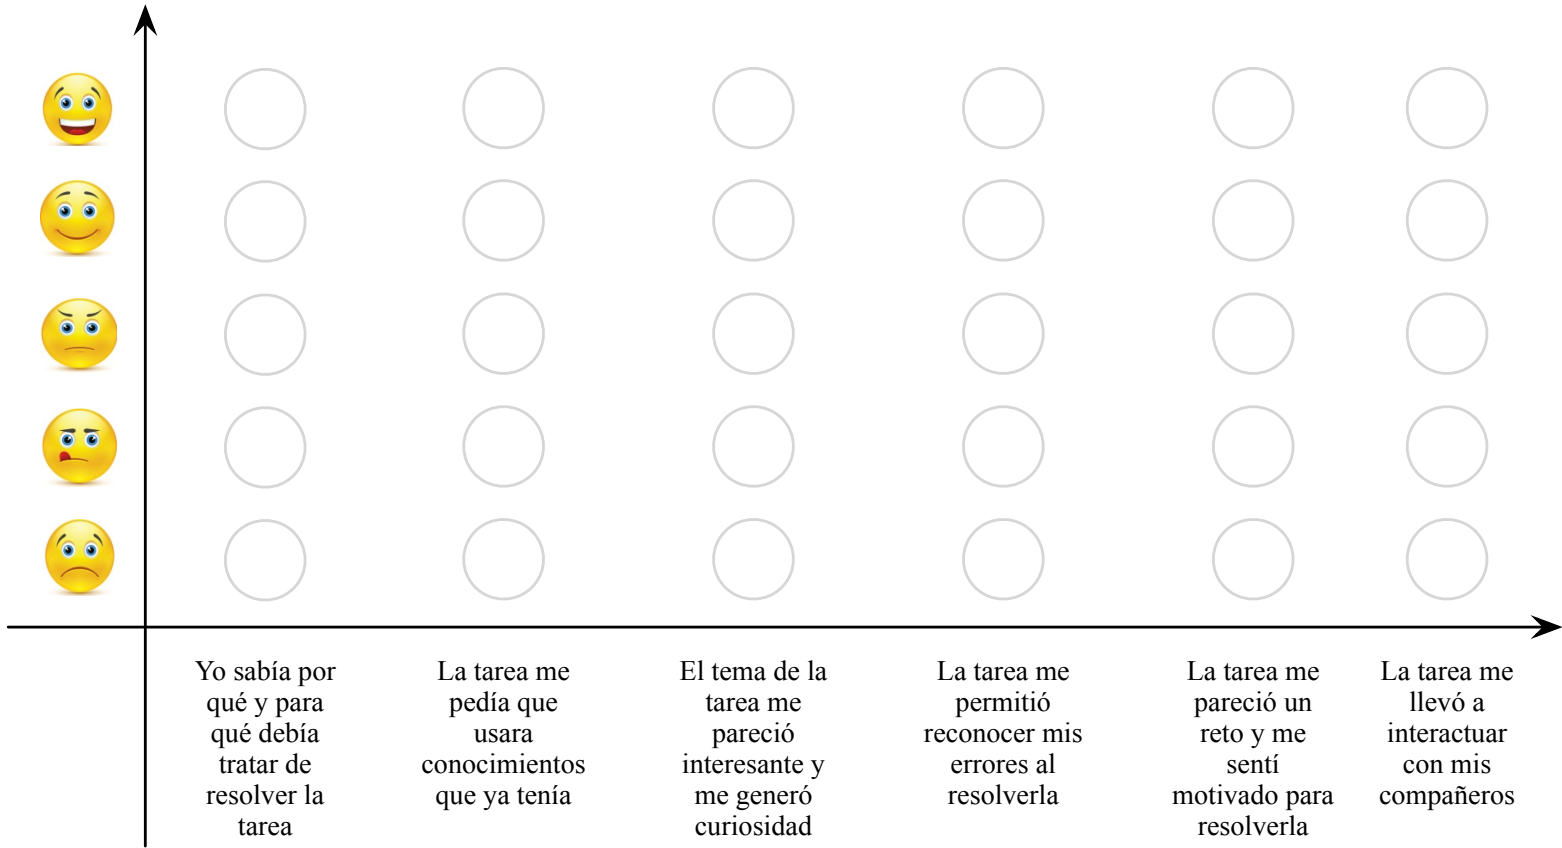 Yo sabía por
qué y para
qué debía
tratar de
resolver la
tarea
La tarea me
pedía que
usara
conocimientos
que ya tenía
El tema de la
tarea me
pareció
interesante y
me generó
curiosidad
La tarea me
permitió
reconocer mis
errores al
resolverla
La tarea me
pareció un
reto y me
sentí
motivado para
resolverla
La tarea me
llevó a
interactuar
con mis
compañeros